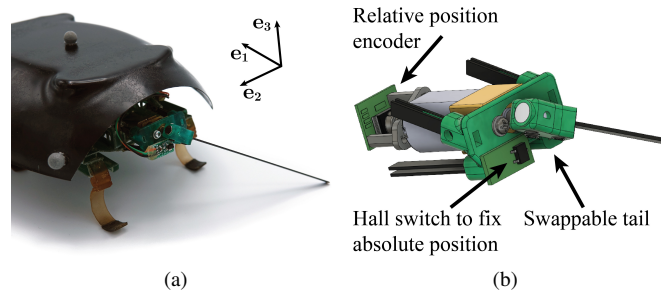 e3
e1
e2
(a)
Relative position
encoder
Hall switch to fix
absolute position
Swappable tail
(b)